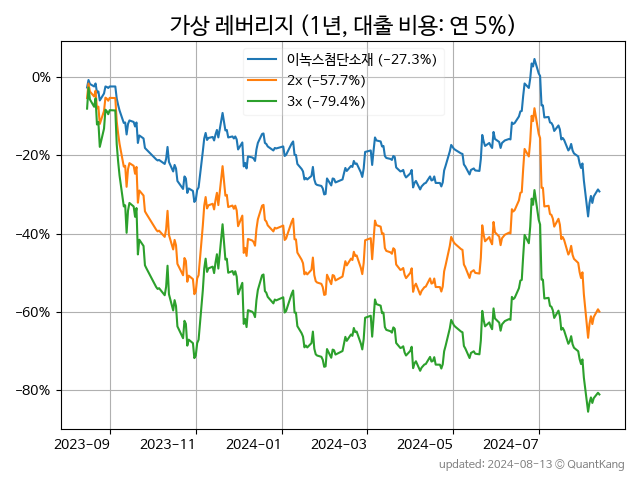 가상 레버리지 (1년, 대출 비용: 연 5%)
이녹스첨단소재 (−27.3%)
2x (−57.7%)
3x (−79.4%)
0%
−20%
−40%
−60%
−80%
2023-09 2023-11 2024-01 2024-03 2024-05 2024-07
updated: 2024-08-13 © QuantKang